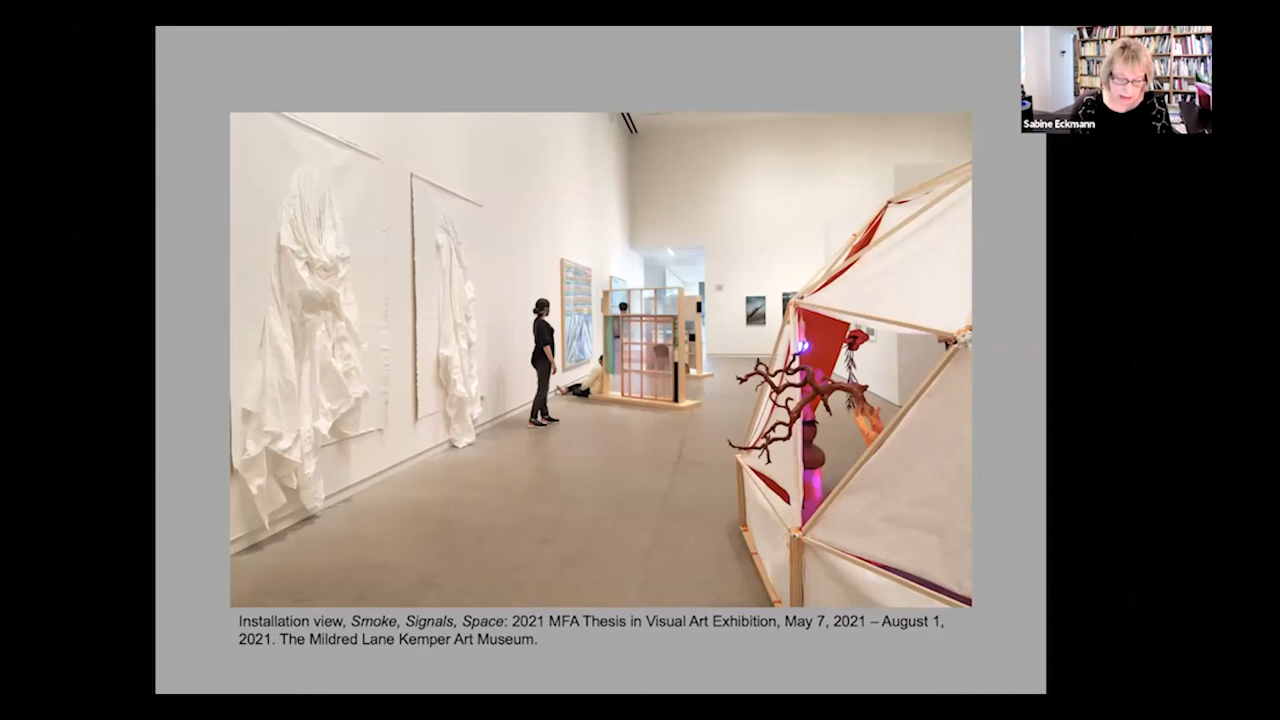 Sabine Eckmann
Installation view, Smoke, Signals, Space: 2021 MFA Thesis in Visual Art Exhibition, May 7, 2021 – August 1,
2021. The Mildred Lane Kemper Art Museum.